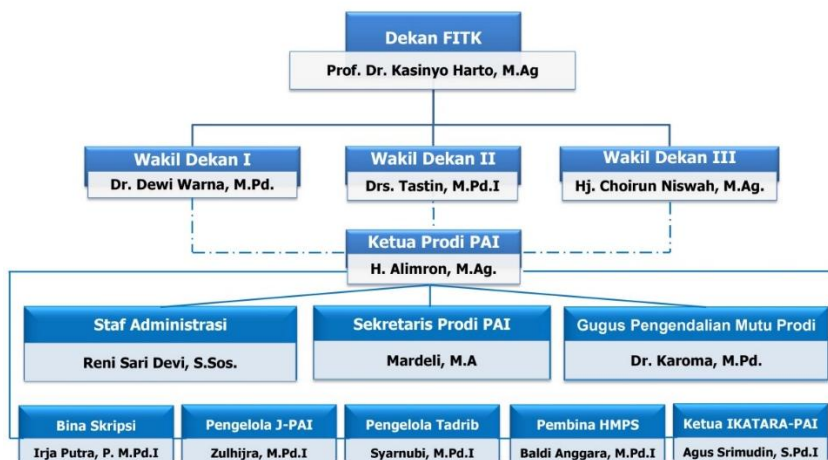 Dekan FITK
Prof. Dr. Kasinyo Harto, M.Ag
Wakil Dekan I
Dr. Dewi Warna, M.Pd.
Wakil Dekan II
Drs. Tastin, M.Pd.I
Wakil Dekan III
Hj. Choirun Niswah, M.Ag.
Ketua Prodi PAI
H. Alimron, M.Ag.
Staf Administrasi
Reni Sari Devi, S.Sos.
Sekretaris Prodi PAI
Mardeli, M.A
Gugus Pengendalian Mutu Prodi
Dr. Karoma, M.Pd.
Bina Skripsi
Irja Putra, P. M.Pd.I
Pengelola J-PAI
Zulhijra, M.Pd.I
Pengelola Tadrib
Syarnubi, M.Pd.I
Pembina HMPS
Baldi Anggara, M.Pd.I
Ketua IKATARA-PAI
Agus Srimudin, S.Pd.I